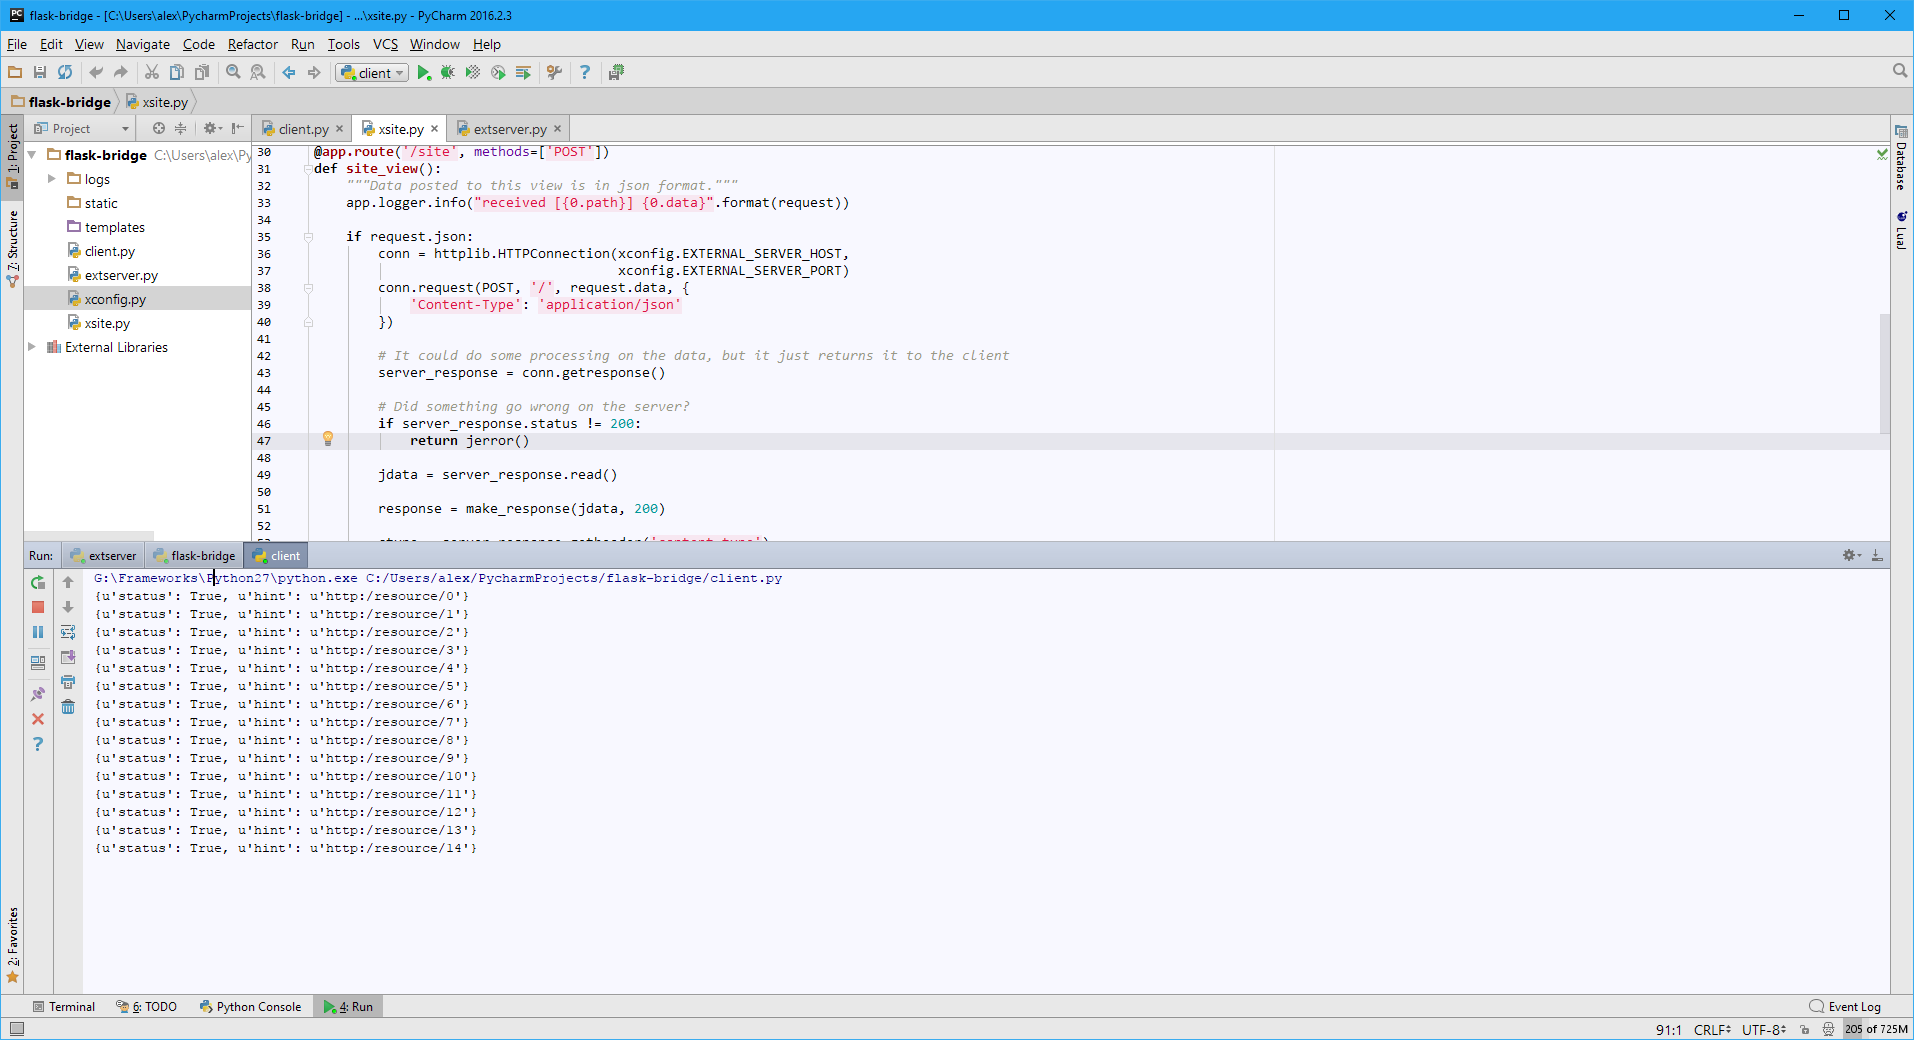 flask-bridge - [C:\Users\alex\PycharmProjects\flask-bridge] - ...\xsite.py - PyCharm 2016.2.3
File Edit View Navigate Code Refactor Run Tools VCS Window Help
client
flask-bridge xsite.py
Project
client.py xsite.py extserver.py
1: Project
7: Structure
2: Favorites
flask-bridge C:\Users\alex\Py
logs
static
templates
client.py
extserver.py
xconfig.py
xsite.py
External Libraries
30 @app.route('/site', methods=['POST'])
31 def site_view():
32 """Data posted to this view is in json format."""
33 app.logger.info("received [{0.path}] {0.data}".format(request))
34
35 if request.json:
36 conn = httplib.HTTPConnection(xconfig.EXTERNAL_SERVER_HOST,
37 xconfig.EXTERNAL_SERVER_PORT)
38 conn.request(POST, '/', request.data, {
39 'Content-Type': 'application/json'
40 })
41
42 # It could do some processing on the data, but it just returns it to the client
43 server_response = conn.getresponse()
44
45 # Did something go wrong on the server?
46 if server_response.status != 200:
47 return jerror()
48
49 jdata = server_response.read()
50
51 response = make_response(jdata, 200)
52
Database
LuaJ
Run: extserver flask-bridge client
G:\Frameworks\Python27\python.exe C:/Users/alex/PycharmProjects/flask-bridge/client.py
{u'status': True, u'hint': u'http:/resource/0'}
{u'status': True, u'hint': u'http:/resource/1'}
{u'status': True, u'hint': u'http:/resource/2'}
{u'status': True, u'hint': u'http:/resource/3'}
{u'status': True, u'hint': u'http:/resource/4'}
{u'status': True, u'hint': u'http:/resource/5'}
{u'status': True, u'hint': u'http:/resource/6'}
{u'status': True, u'hint': u'http:/resource/7'}
{u'status': True, u'hint': u'http:/resource/8'}
{u'status': True, u'hint': u'http:/resource/9'}
{u'status': True, u'hint': u'http:/resource/10'}
{u'status': True, u'hint': u'http:/resource/11'}
{u'status': True, u'hint': u'http:/resource/12'}
{u'status': True, u'hint': u'http:/resource/13'}
{u'status': True, u'hint': u'http:/resource/14'}
Terminal 6: TODO Python Console 4: Run Event Log
91:1 CRLF UTF-8 205 of 725M